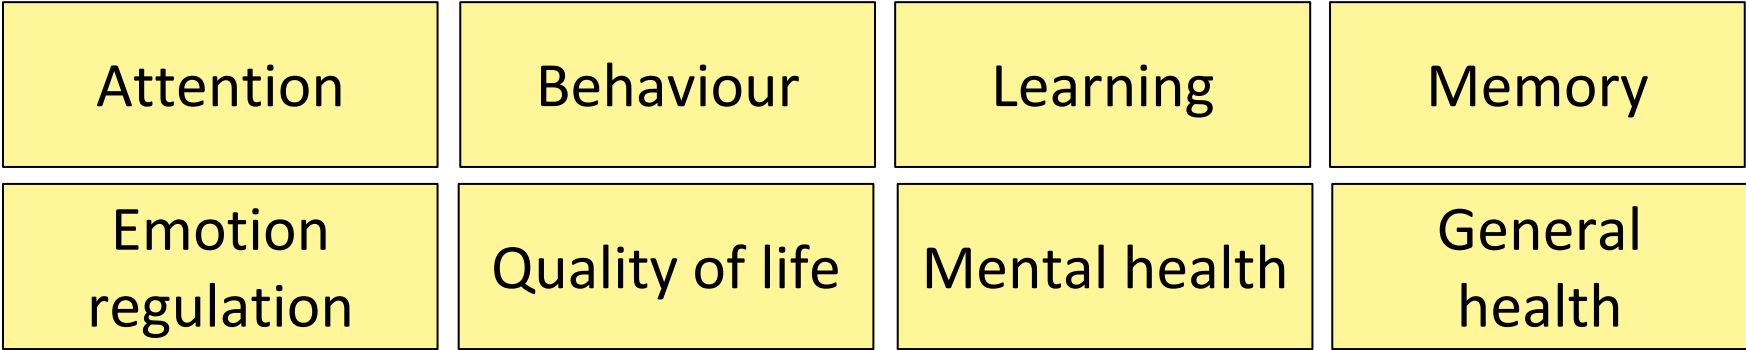 Attention
Behaviour
Learning
Memory
Emotion
regulation
Quality of life
Mental health
General
health